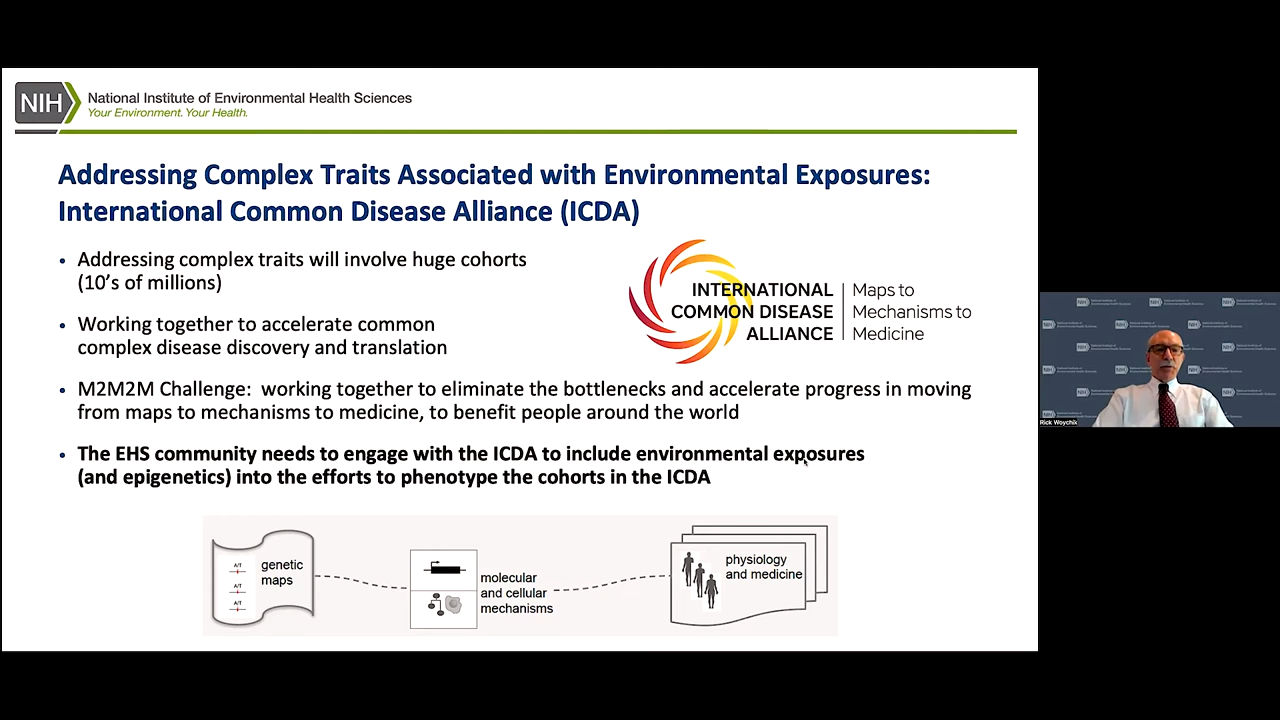 NIH
National Institute of Environmental Health Sciences
Your Environment. Your Health.
Addressing Complex Traits Associated with Environmental Exposures:
International Common Disease Alliance (ICDA)
• Addressing complex traits will involve huge cohorts
(10's of millions)
• Working together to accelerate common
complex disease discovery and translation
INTERNATIONAL
COMMON DISEASE
ALLIANCE
Maps to
Mechanisms to
Medicine
• M2M2M Challenge: working together to eliminate the bottlenecks and accelerate progress in moving
from maps to mechanisms to medicine, to benefit people around the world
• The EHS community needs to engage with the ICDA to include environmental exposures
(and epigenetics) into the efforts to phenotype the cohorts in the ICDA
A/T
A/T
A/T
genetic
maps
molecular
and cellular
mechanisms
physiology
and medicine
Rick Woychik